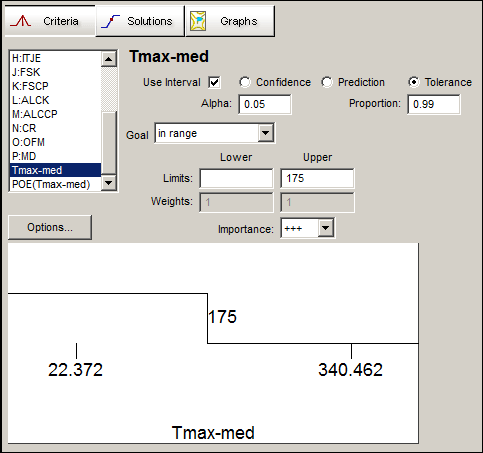 Criteria Solutions Graphs
H:ITJE
J:FSK
K:FSCP
L:ALCK
M:ALCCP
N:CR
O:OFM
P:MD
Tmax-med
POE(Tmax-med)
Options...
Tmax-med
Use Interval Confidence Prediction Tolerance
Alpha: 0.05 Proportion: 0.99
Goal in range
Lower Upper
Limits: 175
Weights: 1 1
Importance: +++
175
22.372 340.462
Tmax-med